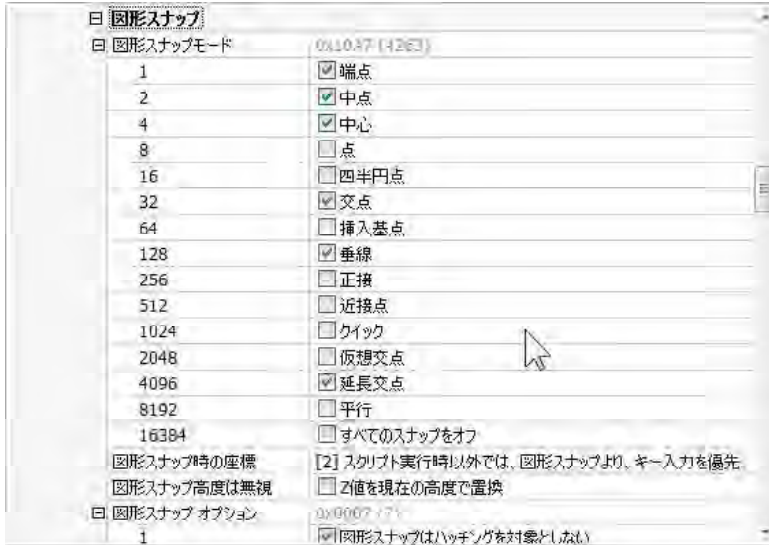 図形スナップ
図形スナップモード 0x10A7 (4263)
1 端点
2 中点
4 中心
8 点
16 四半円点
32 交点
64 挿入基点
128 垂線
256 正接
512 近接点
1024 クイック
2048 仮想交点
4096 延長交点
8192 平行
16384 すべてのスナップをオフ
図形スナップ時の座標 [2] スクリプト実行時以外では、図形スナップより、キー入力を優先
図形スナップ高度は無視 Z値を現在の高度で置換
図形スナップ オプション 0x0007 (7)
1 図形スナップはハッチングを対象としない